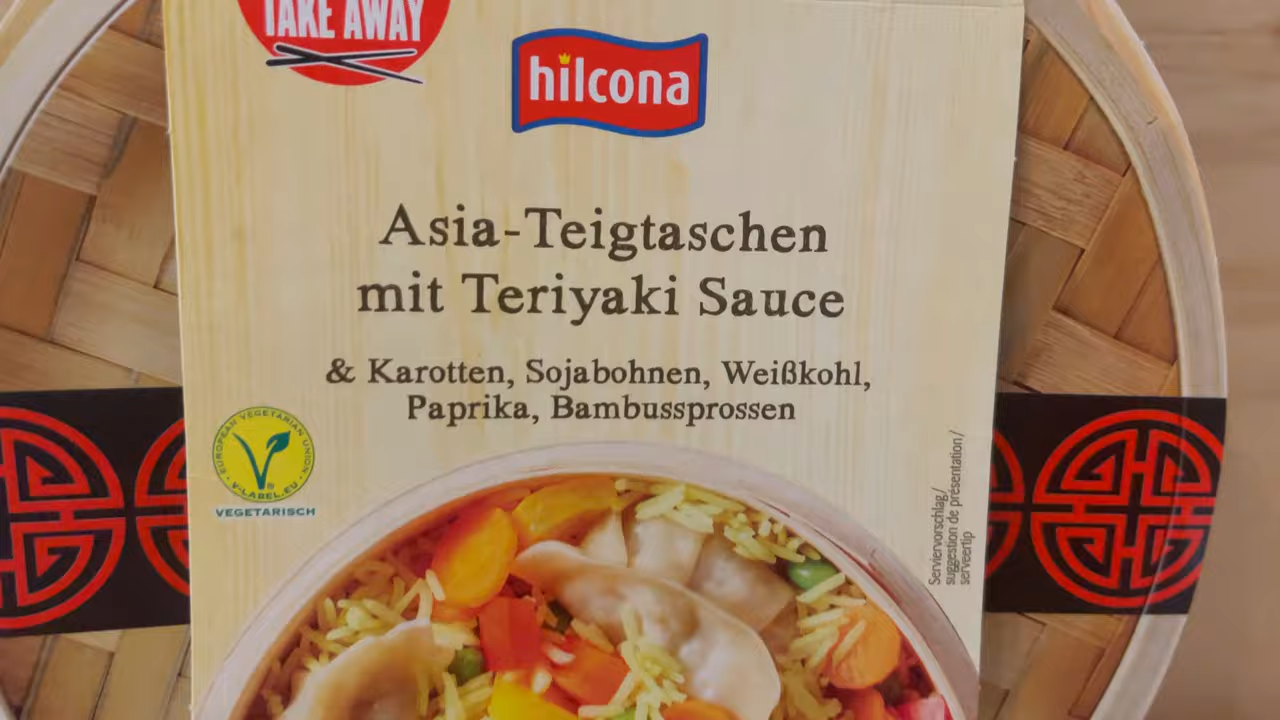 TAKE AWAY
hilcona
Asia-Teigtaschen
mit Teriyaki Sauce
& Karotten, Sojabohnen, Weißkohl,
Paprika, Bambussprossen
EUROPEAN VEGETARIAN UNION
V-LABEL.EU
VEGETARISCH
Serviervorschlag/
suggestion de présentation/
serveertip